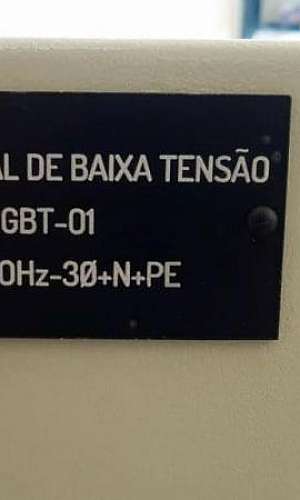 AL DE BAIXA TENSÃO
GBT-01
0Hz-3Ø+N+PE